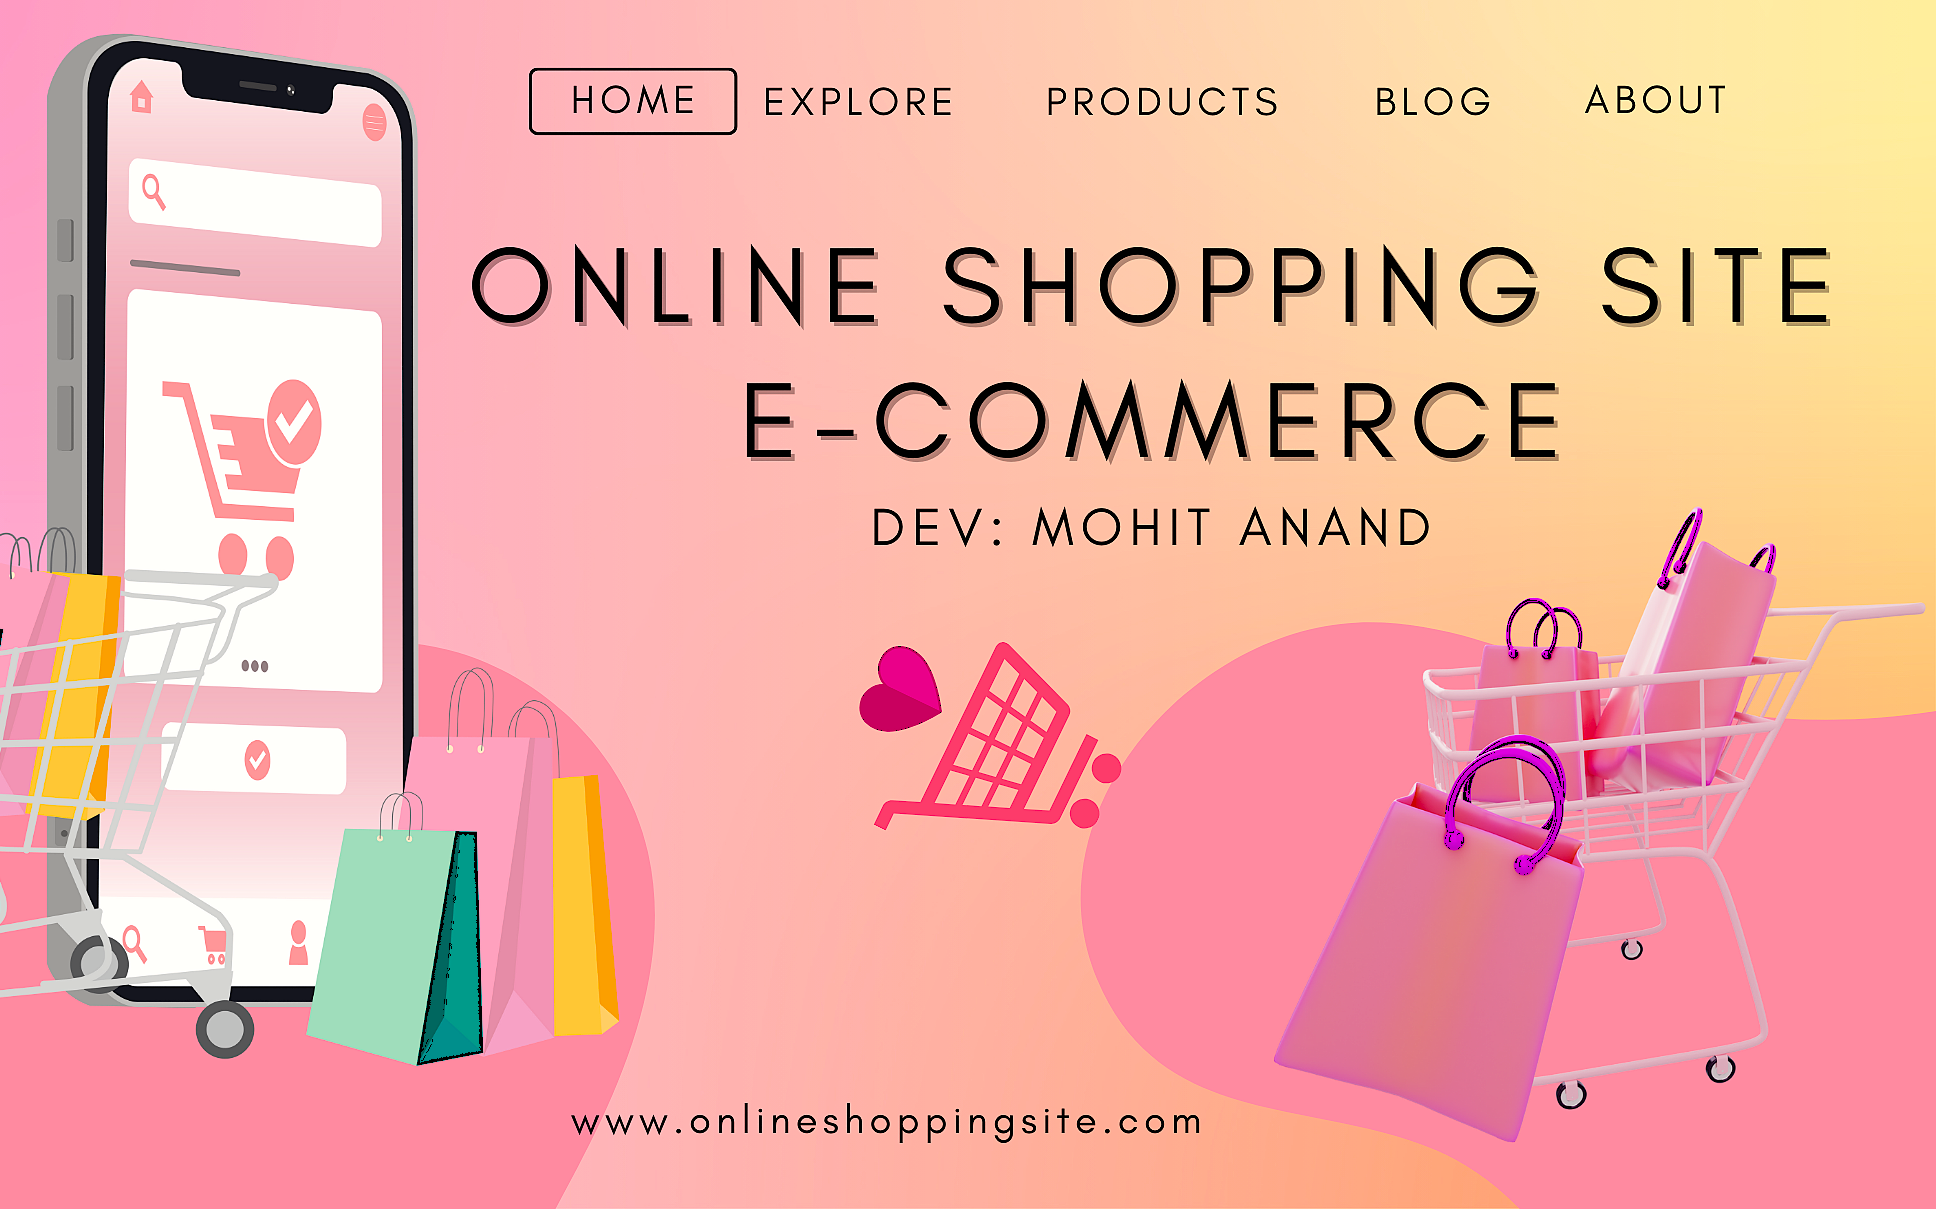 HOME EXPLORE PRODUCTS BLOG ABOUT
ONLINE SHOPPING SITE
E-COMMERCE
DEV: MOHIT ANAND
www.onlineshoppingsite.com